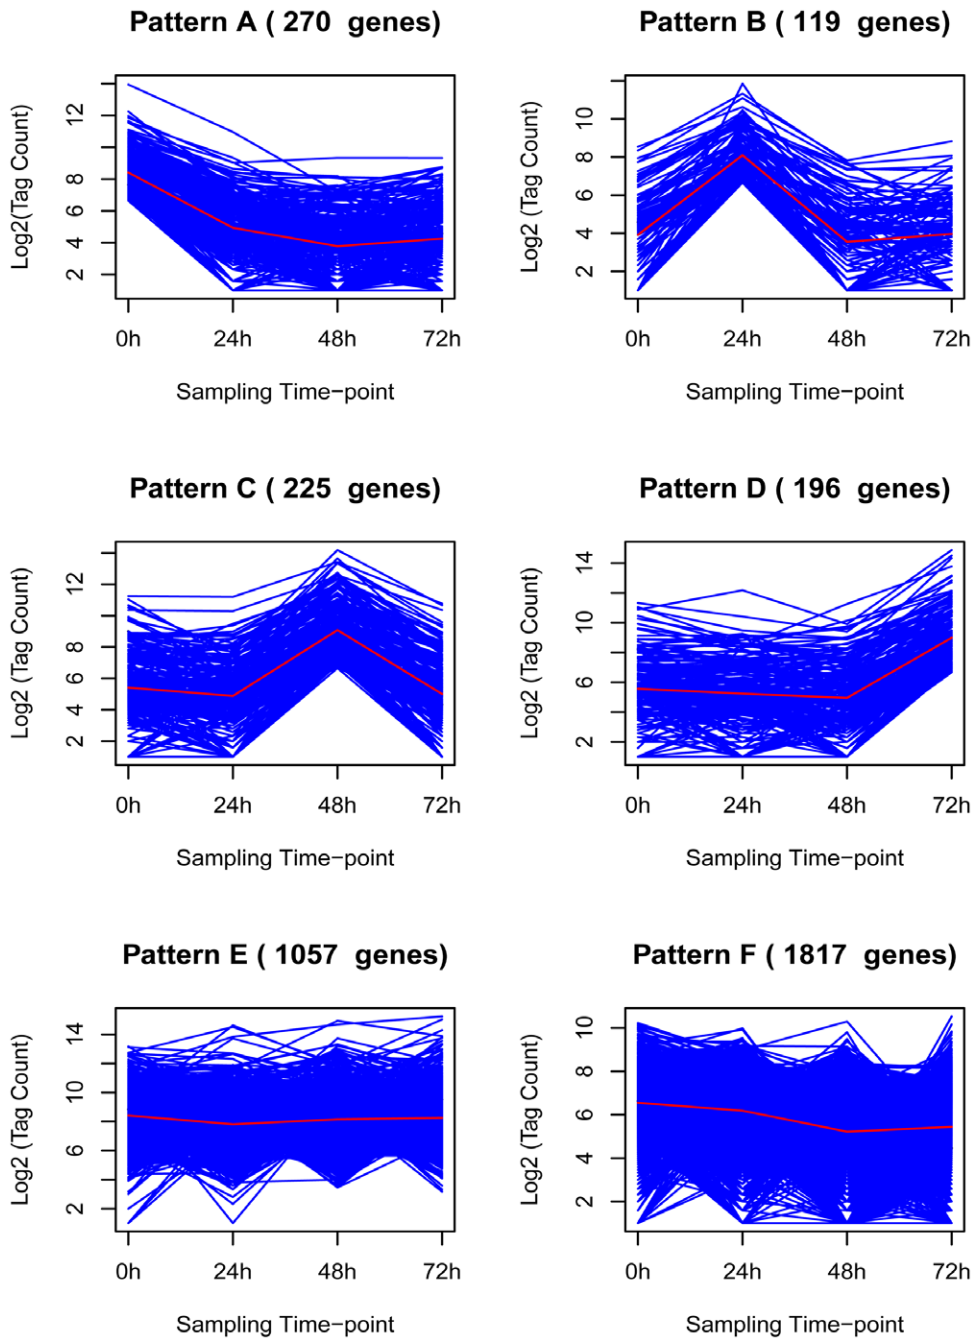 Pattern A ( 270 genes)
Log2(Tag Count)
12
8
6
4
2
0h 24h 48h 72h
Sampling Time−point
Pattern B ( 119 genes)
Log2 (Tag Count)
10
8
6
4
2
0h 24h 48h 72h
Sampling Time−point
Pattern C ( 225 genes)
Log2 (Tag Count)
12
8
6
4
2
0h 24h 48h 72h
Sampling Time−point
Pattern D ( 196 genes)
Log2 (Tag Count)
14
10
6
2
0h 24h 48h 72h
Sampling Time−point
Pattern E ( 1057 genes)
Log2 (Tag Count)
14
10
6
2
0h 24h 48h 72h
Sampling Time−point
Pattern F ( 1817 genes)
Log2 (Tag Count)
10
8
6
4
2
0h 24h 48h 72h
Sampling Time−point